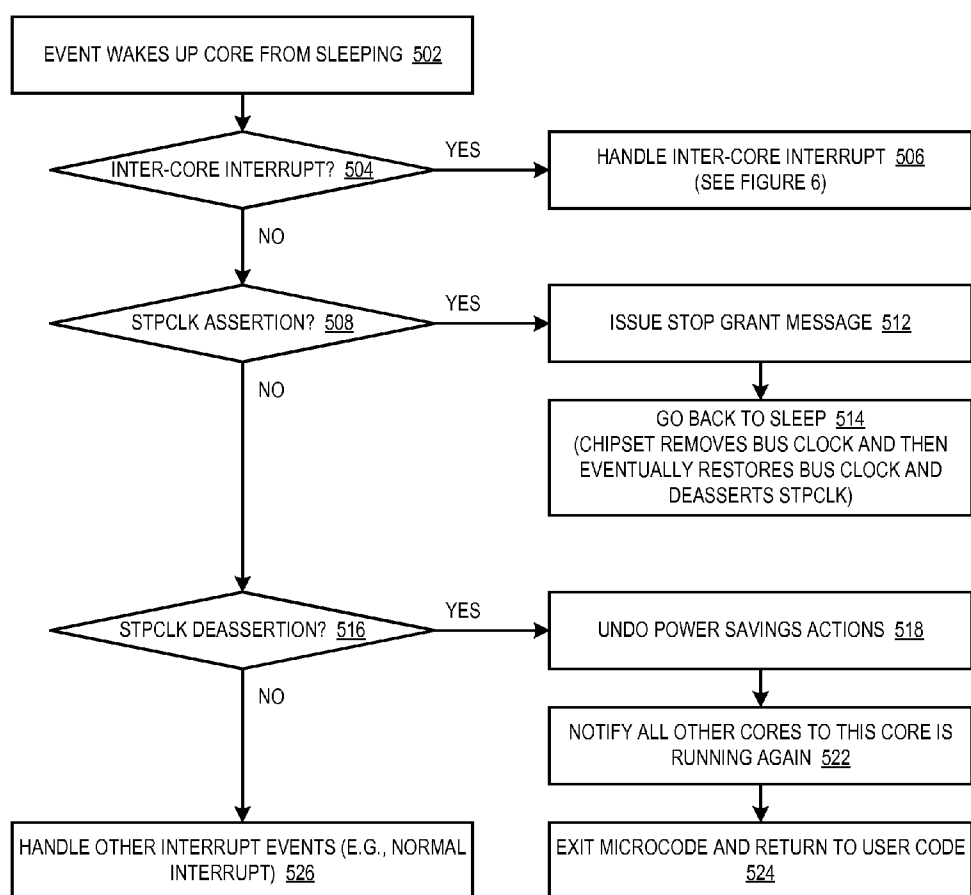 EVENT WAKES UP CORE FROM SLEEPING 502
INTER-CORE INTERRUPT? 504
YES
HANDLE INTER-CORE INTERRUPT 506
(SEE FIGURE 6)
NO
STPCLK ASSERTION? 508
YES
ISSUE STOP GRANT MESSAGE 512
NO
GO BACK TO SLEEP 514
(CHIPSET REMOVES BUS CLOCK AND THEN
EVENTUALLY RESTORES BUS CLOCK AND
DEASSERTS STPCLK)
STPCLK DEASSERTION? 516
YES
UNDO POWER SAVINGS ACTIONS 518
NO
NOTIFY ALL OTHER CORES TO THIS CORE IS
RUNNING AGAIN 522
HANDLE OTHER INTERRUPT EVENTS (E.G., NORMAL
INTERRUPT) 526
EXIT MICROCODE AND RETURN TO USER CODE
524